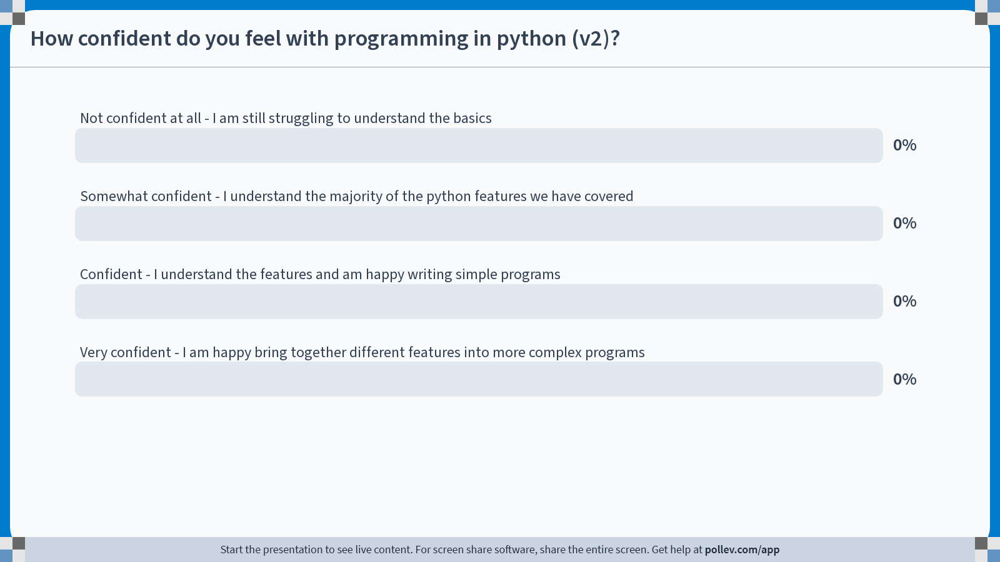 How confident do you feel with programming in python (v2)?
Not confident at all - I am still struggling to understand the basics
0%
Somewhat confident - I understand the majority of the python features we have covered
0%
Confident - I understand the features and am happy writing simple programs
0%
Very confident - I am happy bring together different features into more complex programs
0%
Start the presentation to see live content. For screen share software, share the entire screen. Get help at pollev.com/app